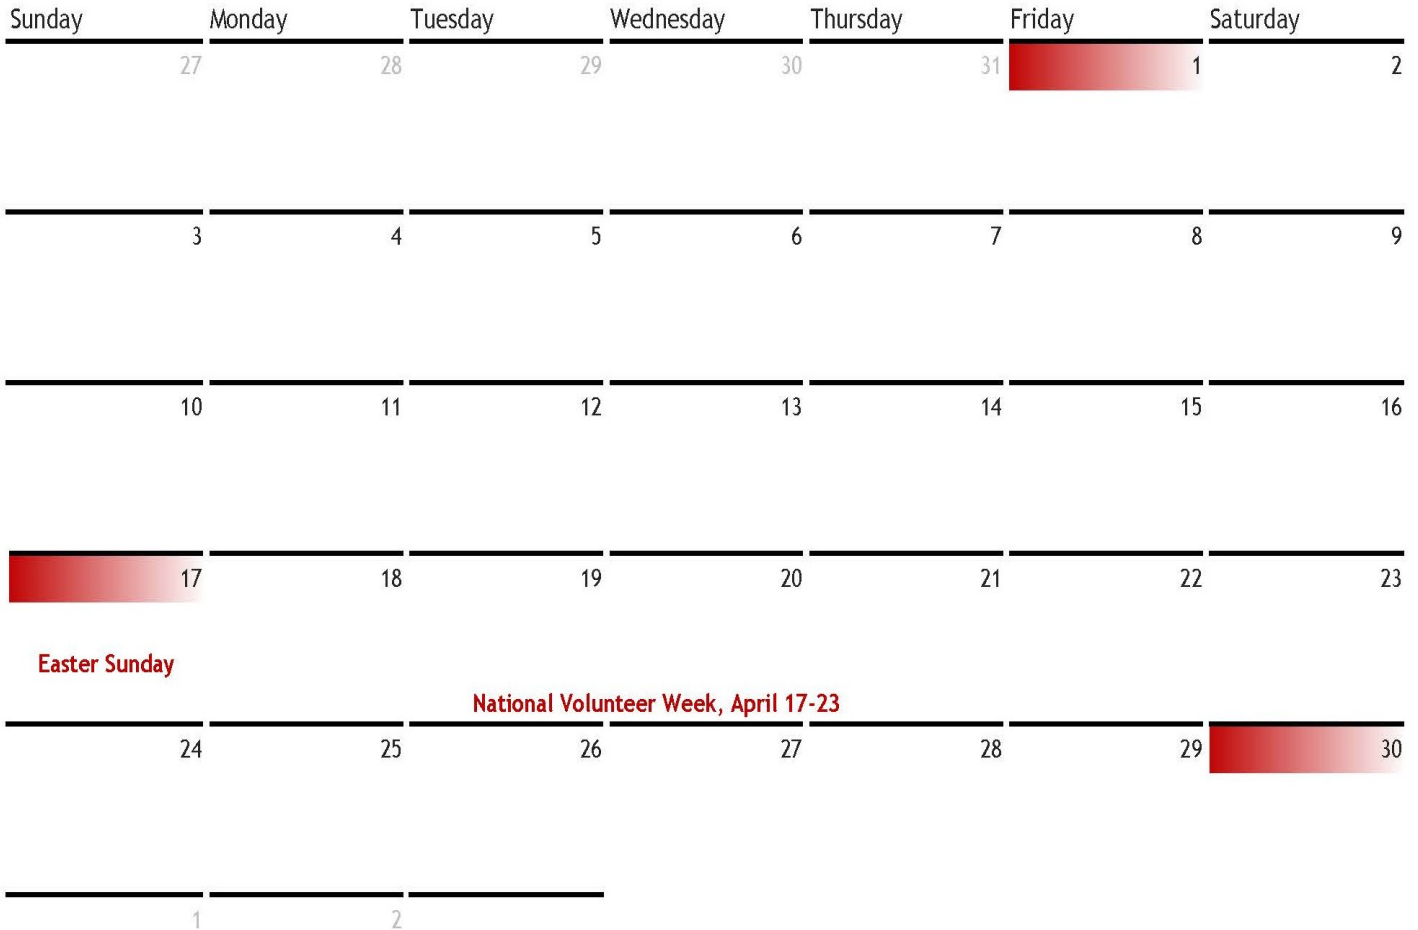 Sunday Monday Tuesday Wednesday Thursday Friday Saturday
27 28 29 30 31 1 2
3 4 5 6 7 8 9
10 11 12 13 14 15 16
17 18 19 20 21 22 23
Easter Sunday
National Volunteer Week, April 17-23
24 25 26 27 28 29 30
1 2